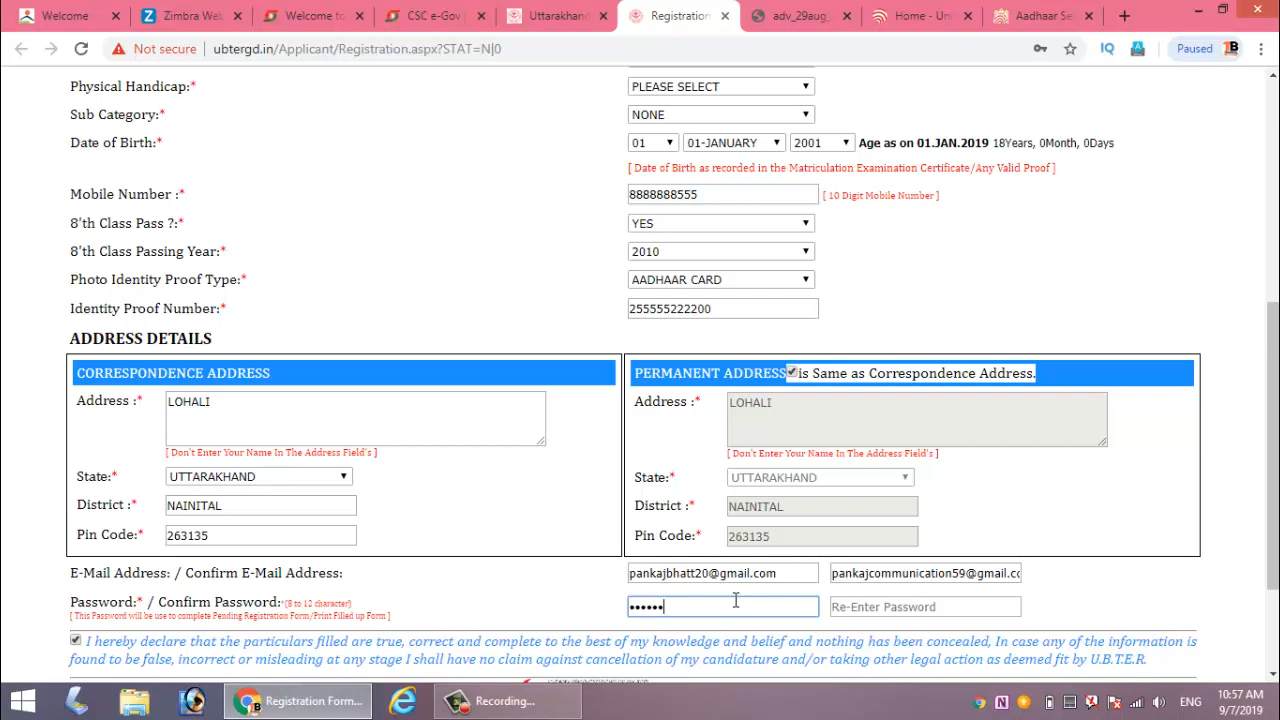 Welcome
Zimbra Web
Welcome to
CSC e-Gov
Uttarakhand
Registration
adv_29aug_
Home - Uni
Aadhaar Se
Not secure ubtergd.in/Applicant/Registration.aspx?STAT=N|0 IQ Paused
Physical Handicap:* PLEASE SELECT
Sub Category:* NONE
Date of Birth:* 01 01-JANUARY 2001 Age as on 01.JAN.2019 18Years, 0Month, 0Days
[ Date of Birth as recorded in the Matriculation Examination Certificate/Any Valid Proof ]
Mobile Number :* 8888888555 [ 10 Digit Mobile Number ]
8'th Class Pass ?:* YES
8'th Class Passing Year:* 2010
Photo Identity Proof Type:* AADHAAR CARD
Identity Proof Number:* 255555222200
ADDRESS DETAILS
CORRESPONDENCE ADDRESS
Address :* LOHALI
[ Don't Enter Your Name In The Address Field's ]
State:* UTTARAKHAND
District :* NAINITAL
Pin Code:* 263135
PERMANENT ADDRESS is Same as Correspondence Address.
Address :* LOHALI
[ Don't Enter Your Name In The Address Field's ]
State:* UTTARAKHAND
District :* NAINITAL
Pin Code:* 263135
E-Mail Address: / Confirm E-Mail Address: pankajbhatt20@gmail.com pankajcommunication59@gmail.co
Password:* / Confirm Password:*(8 to 12 character) •••••• Re-Enter Password
[ This Password will be use to complete Pending Registration Form/Print Filled up Form ]
I hereby declare that the particulars filled are true, correct and complete to the best of my knowledge and belief and nothing has been concealed, In case any of the information is
found to be false, incorrect or misleading at any stage I shall have no claim against cancellation of my candidature and/or taking other legal action as deemed fit by U.B.T.E.R.
Registration Form...
Recording...
ENG
10:57 AM
9/7/2019